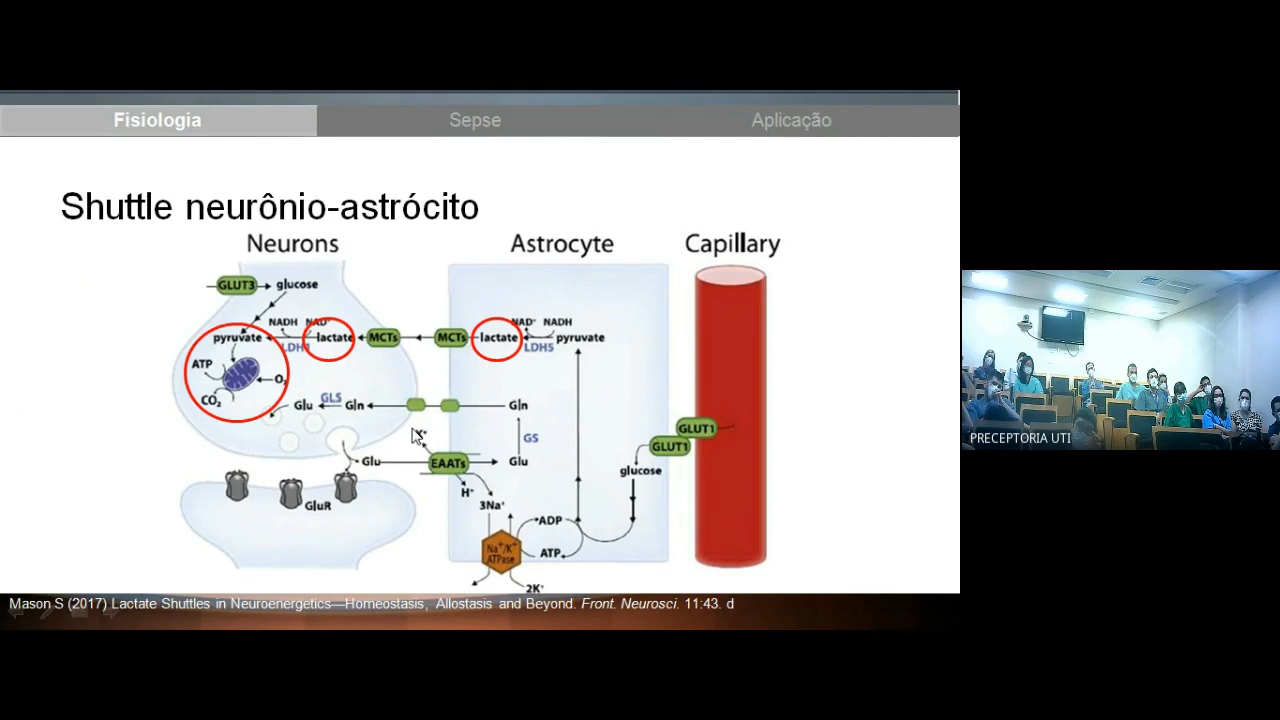 Fisiologia
Sepse
Aplicação
Shuttle neurônio-astrócito
Neurons
Astrocyte
Capillary
GLUT3
glucose
NADH NAD⁺
NAD⁺ NADH
pyruvate
lactate
MCTs
MCTs
lactate
pyruvate
LDH1
LDH5
ATP
O₂
CO₂
Glu
GLS
Gln
Gln
GS
GLUT1
GLUT1
glucose
K⁺
Glu
EAATs
Glu
H⁺
GluR
3Na⁺
ADP
Na⁺/K⁺
ATPase
ATP
2K⁺
Mason S (2017) Lactate Shuttles in Neuroenergetics—Homeostasis, Allostasis and Beyond. Front. Neurosci. 11:43. d
PRECEPTORIA UTI